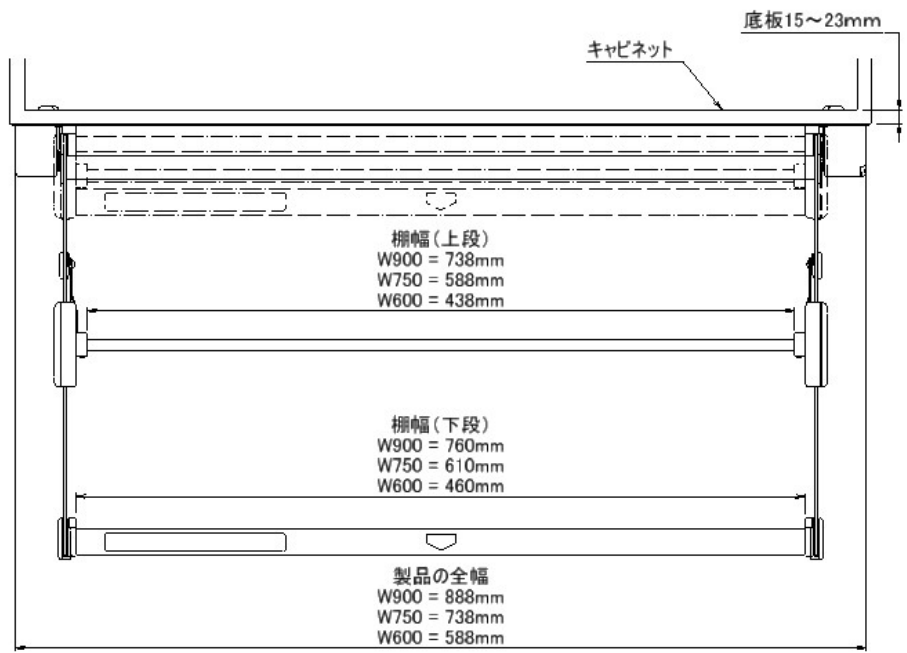 底板15～23mm
キャビネット
棚幅(上段)
W900 = 738mm
W750 = 588mm
W600 = 438mm
棚幅(下段)
W900 = 760mm
W750 = 610mm
W600 = 460mm
製品の全幅
W900 = 888mm
W750 = 738mm
W600 = 588mm